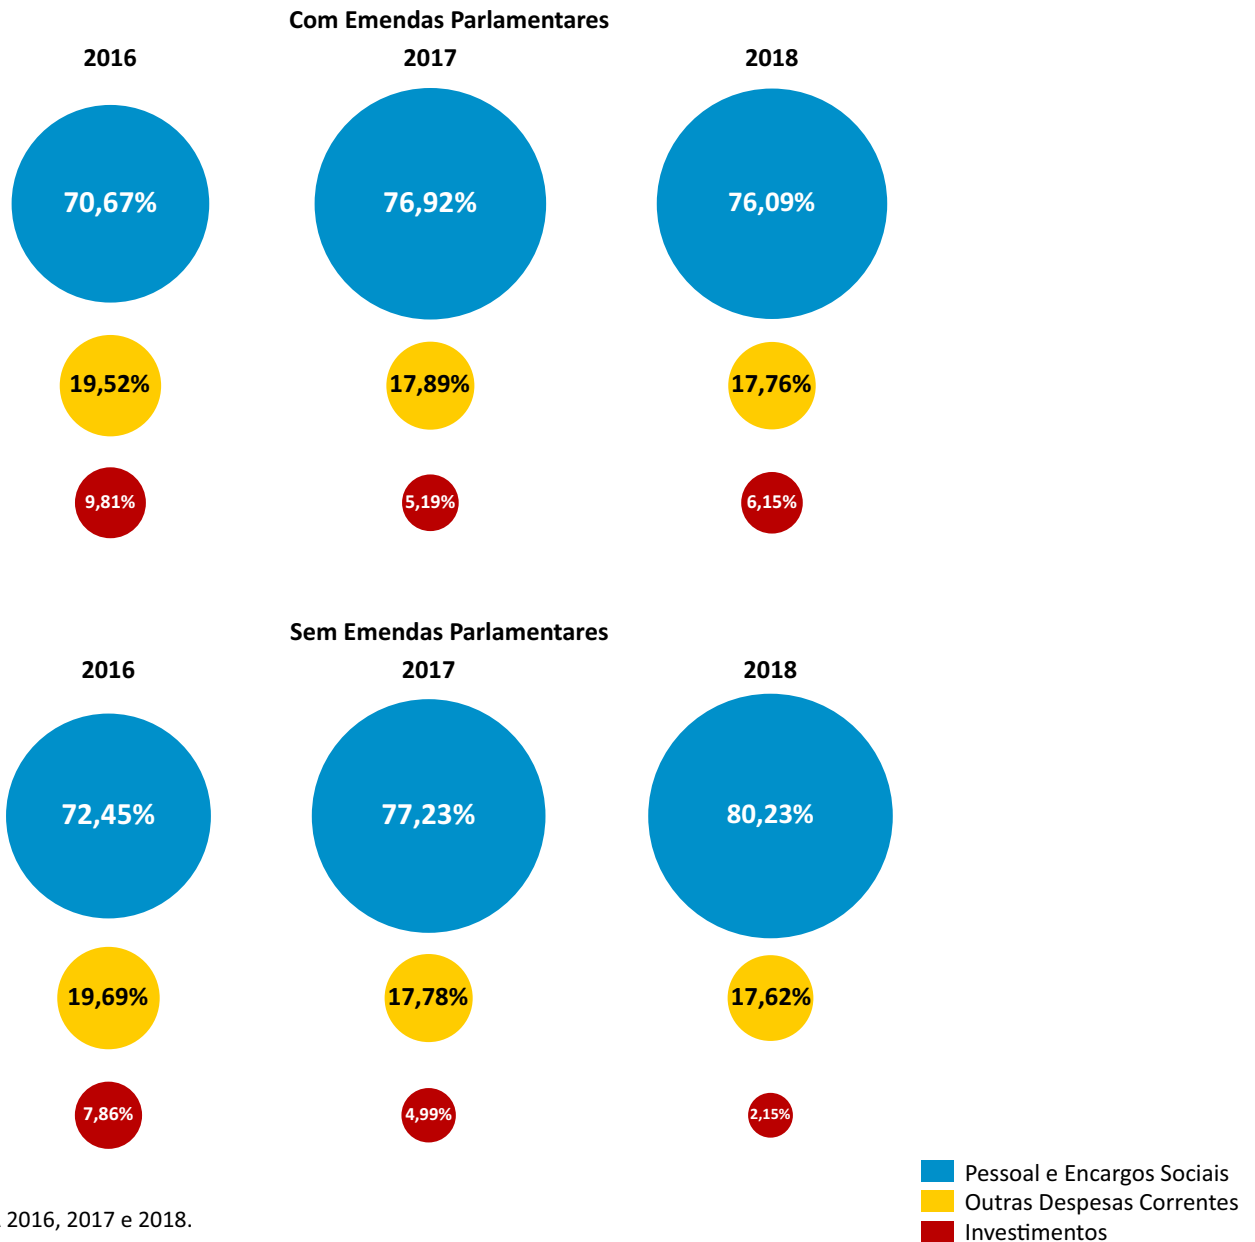 Com Emendas Parlamentares
2016 2017 2018
70,67% 76,92% 76,09%
19,52% 17,89% 17,76%
9,81% 5,19% 6,15%
Sem Emendas Parlamentares
2016 2017 2018
72,45% 77,23% 80,23%
19,69% 17,78% 17,62%
7,86% 4,99% 2,15%
Pessoal e Encargos Sociais
Outras Despesas Correntes
Investimentos
, 2016, 2017 e 2018.